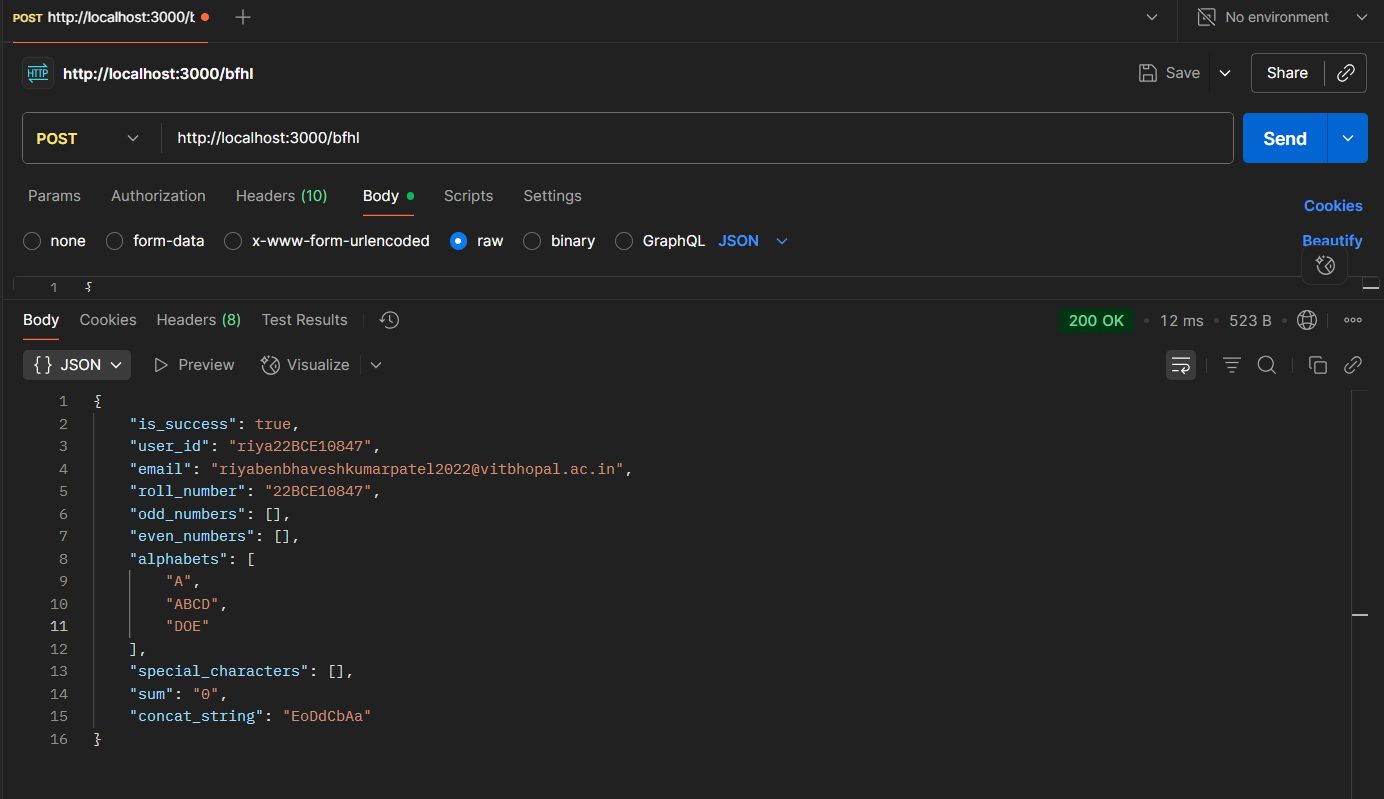 POST http://localhost:3000/b
No environment
HTTP http://localhost:3000/bfhl
Save
Share
POST
http://localhost:3000/bfhl
Send
Params Authorization Headers (10) Body Scripts Settings
Cookies
none form-data x-www-form-urlencoded raw binary GraphQL JSON
Beautify
1 {
Body Cookies Headers (8) Test Results
200 OK • 12 ms • 523 B •
{} JSON Preview Visualize
1 {
2 "is_success": true,
3 "user_id": "riya22BCE10847",
4 "email": "riyabenbhaveshkumarpatel2022@vitbhopal.ac.in",
5 "roll_number": "22BCE10847",
6 "odd_numbers": [],
7 "even_numbers": [],
8 "alphabets": [
9 "A",
10 "ABCD",
11 "DOE"
12 ],
13 "special_characters": [],
14 "sum": "0",
15 "concat_string": "EoDdCbAa"
16 }